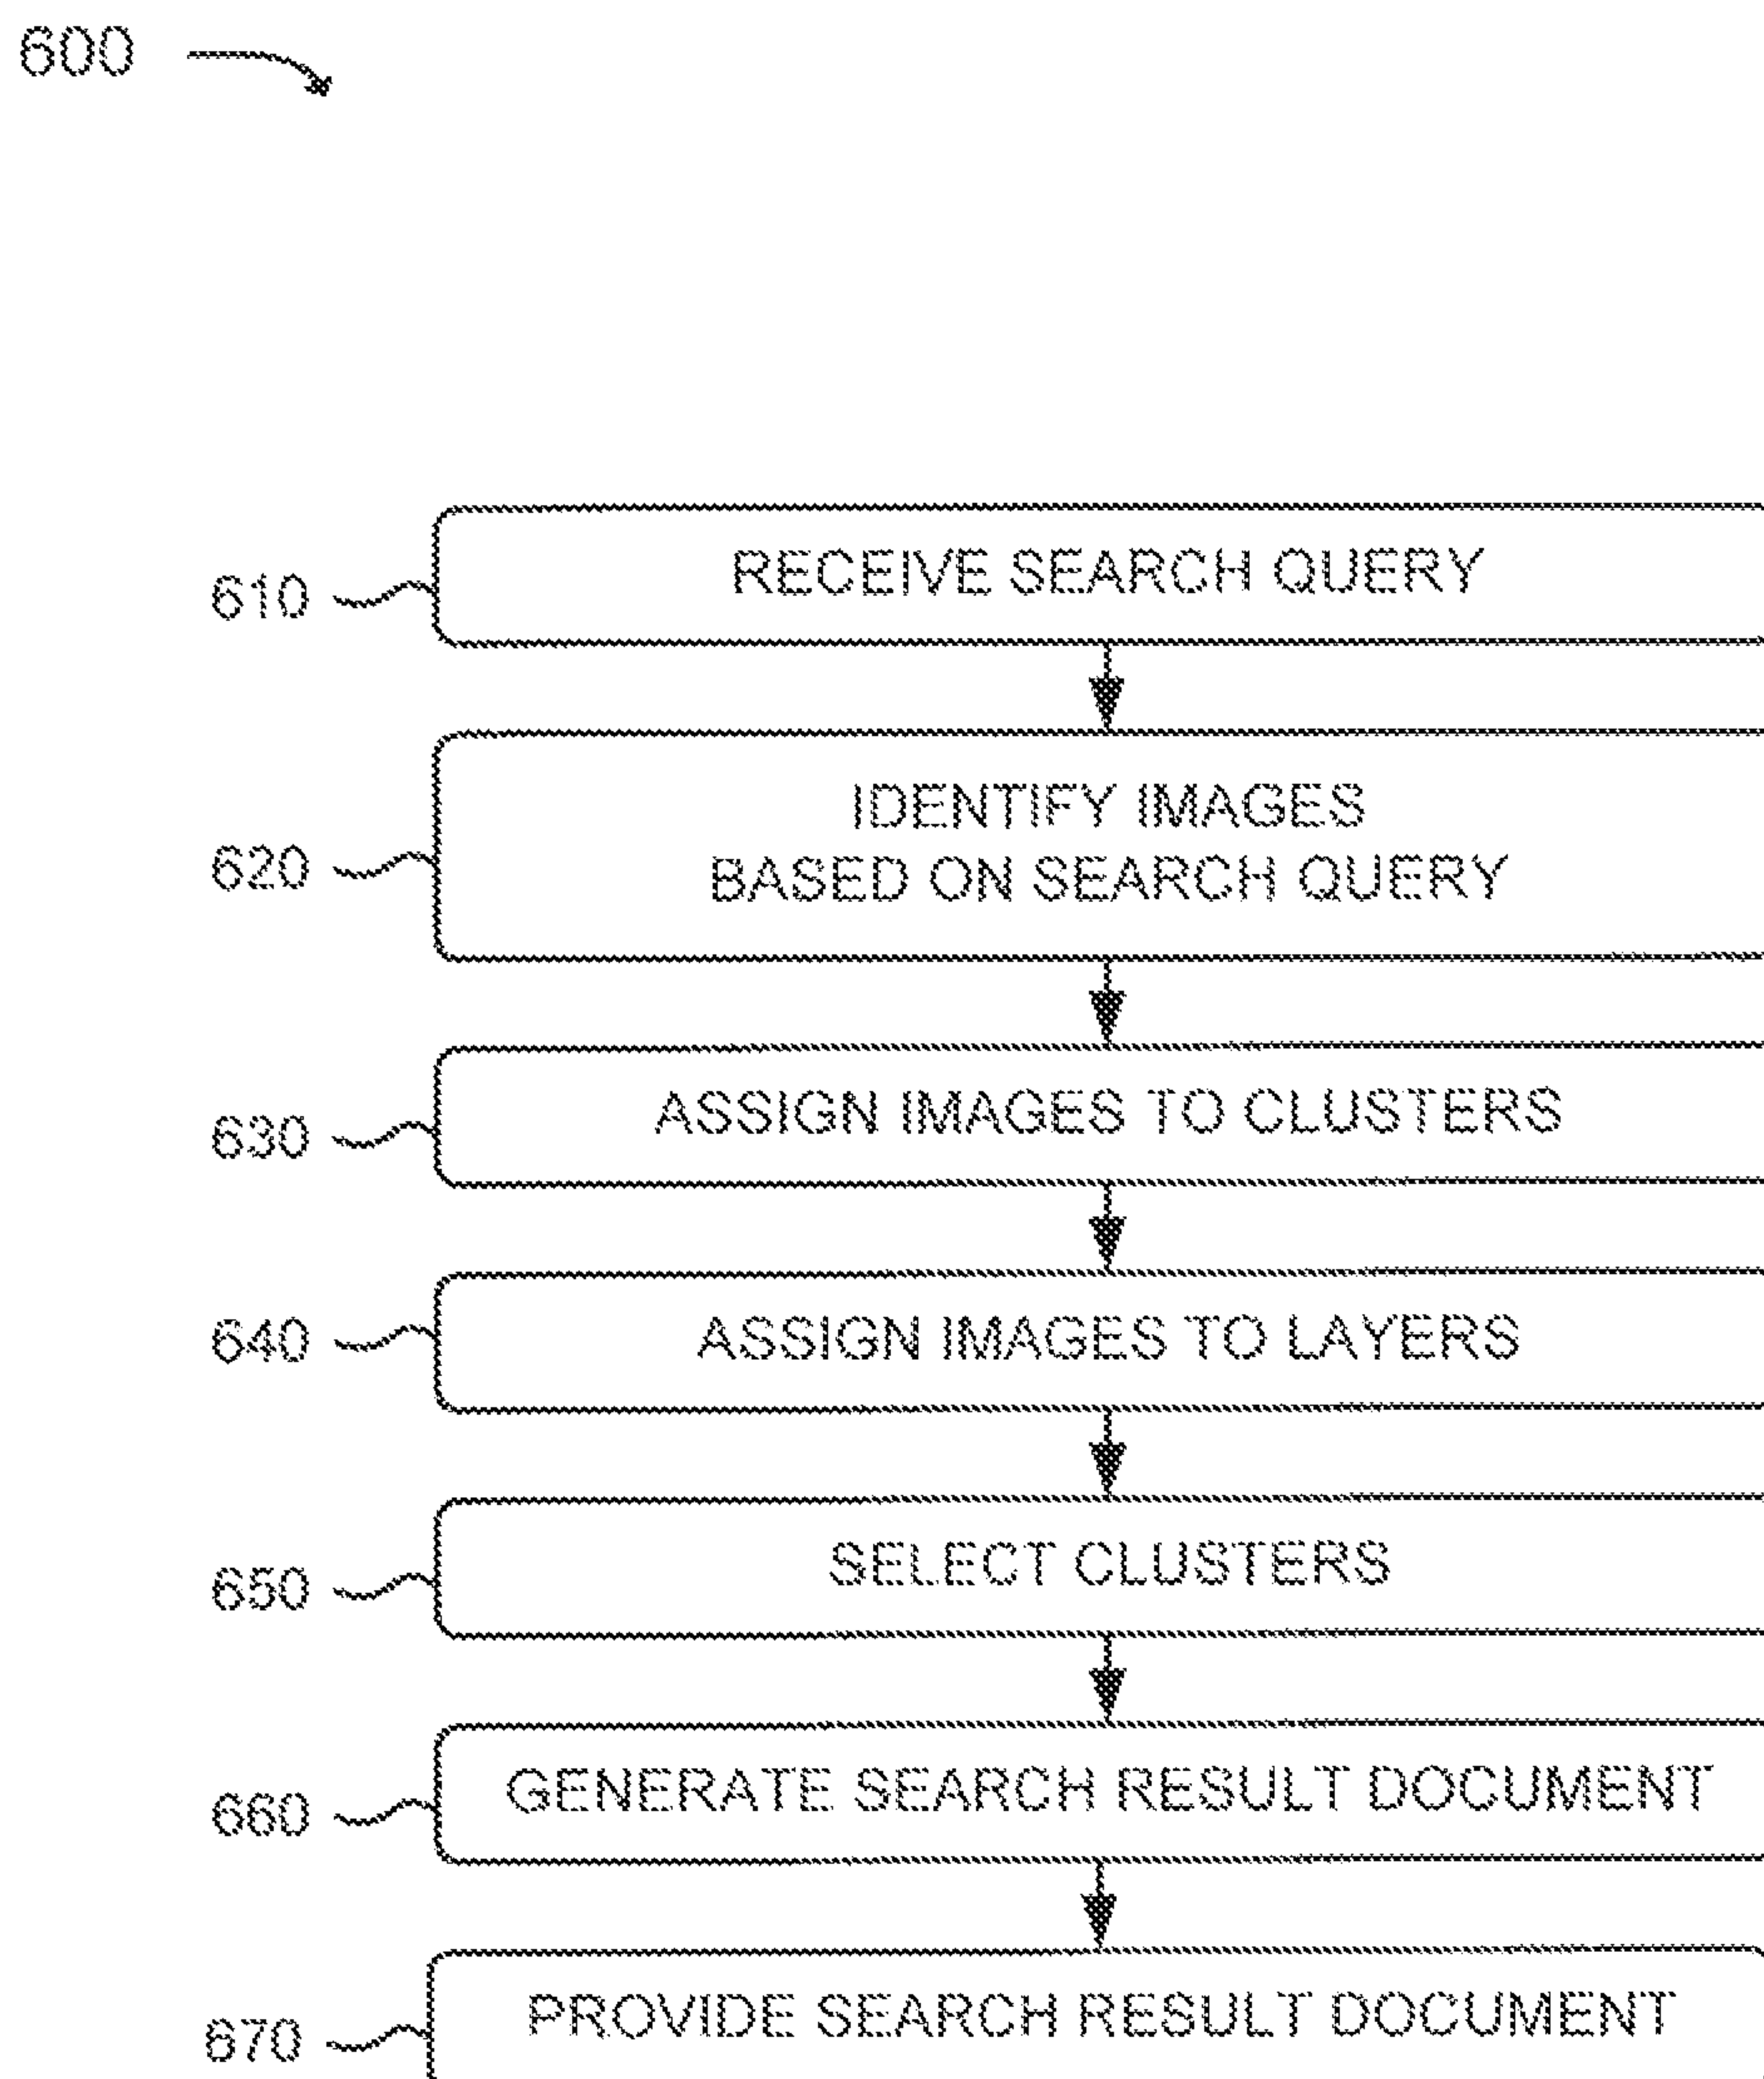 600
610
RECEIVE SEARCH QUERY
620
IDENTIFY IMAGES
BASED ON SEARCH QUERY
630
ASSIGN IMAGES TO CLUSTERS
640
ASSIGN IMAGES TO LAYERS
650
SELECT CLUSTERS
660
GENERATE SEARCH RESULT DOCUMENT
670
PROVIDE SEARCH RESULT DOCUMENT